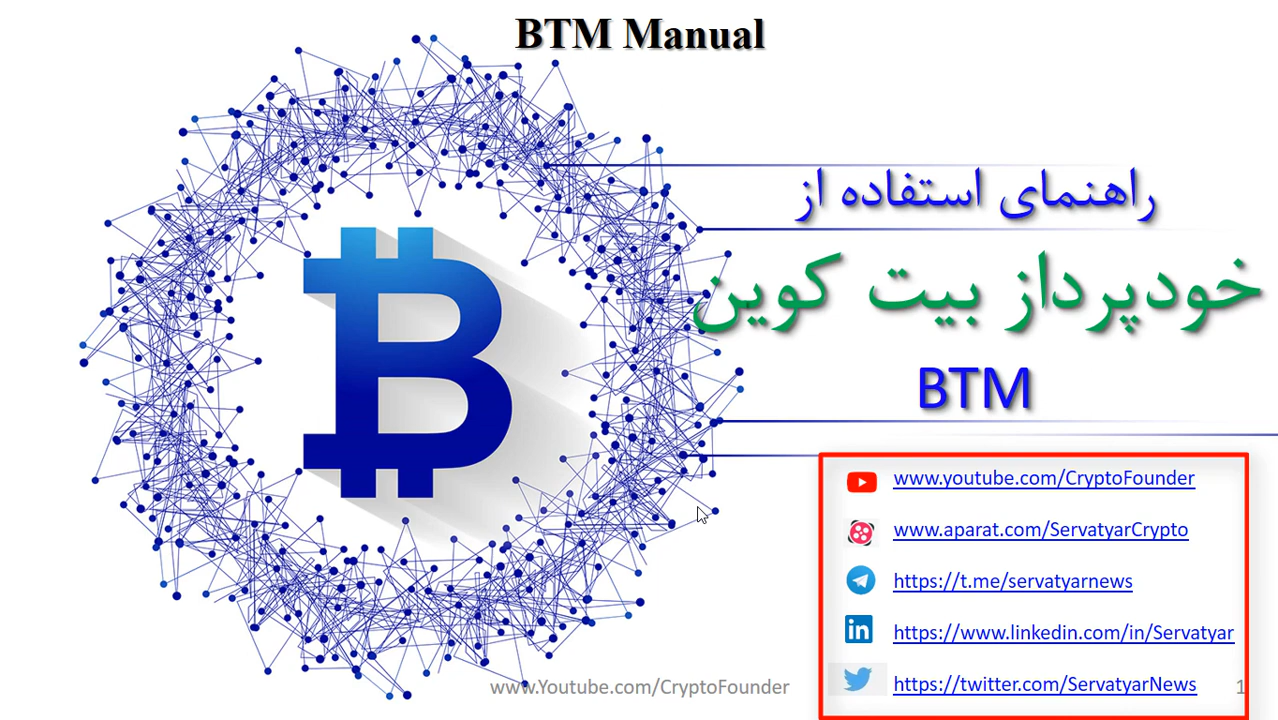 BTM Manual
راهنمای استفاده از
خودپرداز بیت کوین
BTM
www.youtube.com/CryptoFounder
www.aparat.com/ServatyarCrypto
https://t.me/servatyarnews
https://www.linkedin.com/in/Servatyar
https://twitter.com/ServatyarNews
www.Youtube.com/CryptoFounder
1